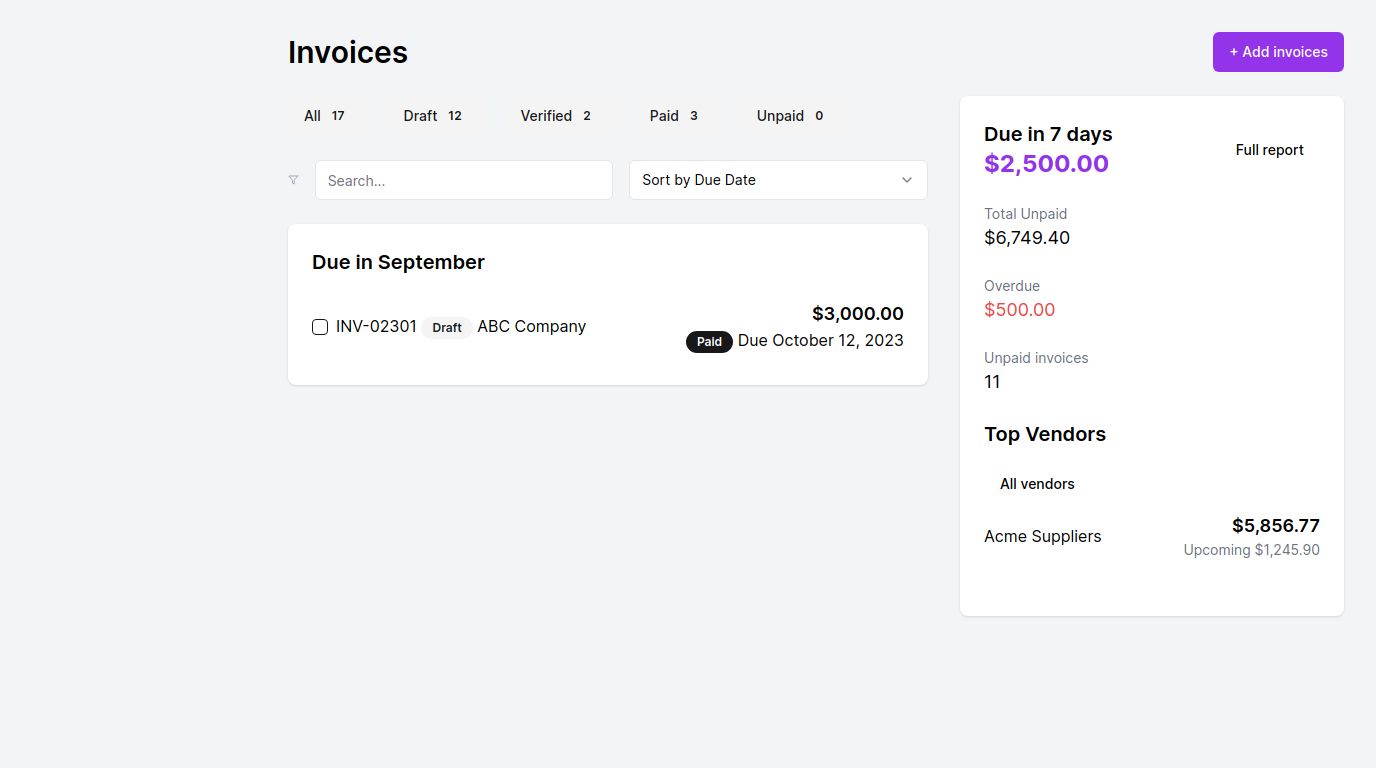 Invoices
+ Add invoices
All 17 Draft 12 Verified 2 Paid 3 Unpaid 0
Search...
Sort by Due Date
Due in September
INV-02301 Draft ABC Company
$3,000.00
Paid Due October 12, 2023
Due in 7 days
$2,500.00
Full report
Total Unpaid
$6,749.40
Overdue
$500.00
Unpaid invoices
11
Top Vendors
All vendors
Acme Suppliers
$5,856.77
Upcoming $1,245.90